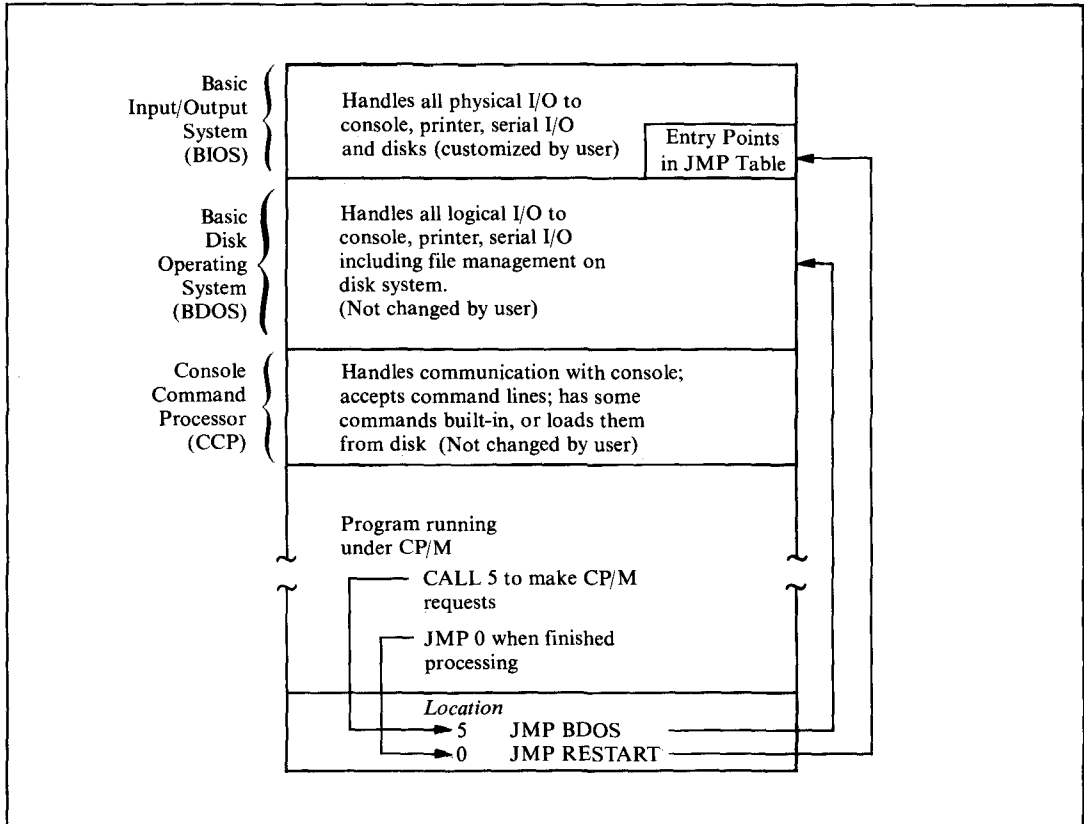 Basic
Input/Output
System
(BIOS)
Handles all physical I/O to
console, printer, serial I/O
and disks (customized by user)
Entry Points
in JMP Table
Basic
Disk
Operating
System
(BDOS)
Handles all logical I/O to
console, printer, serial I/O
including file management on
disk system.
(Not changed by user)
Console
Command
Processor
(CCP)
Handles communication with console;
accepts command lines; has some
commands built-in, or loads them
from disk (Not changed by user)
Program running
under CP/M
CALL 5 to make CP/M
requests
JMP 0 when finished
processing
Location
5 JMP BDOS
0 JMP RESTART